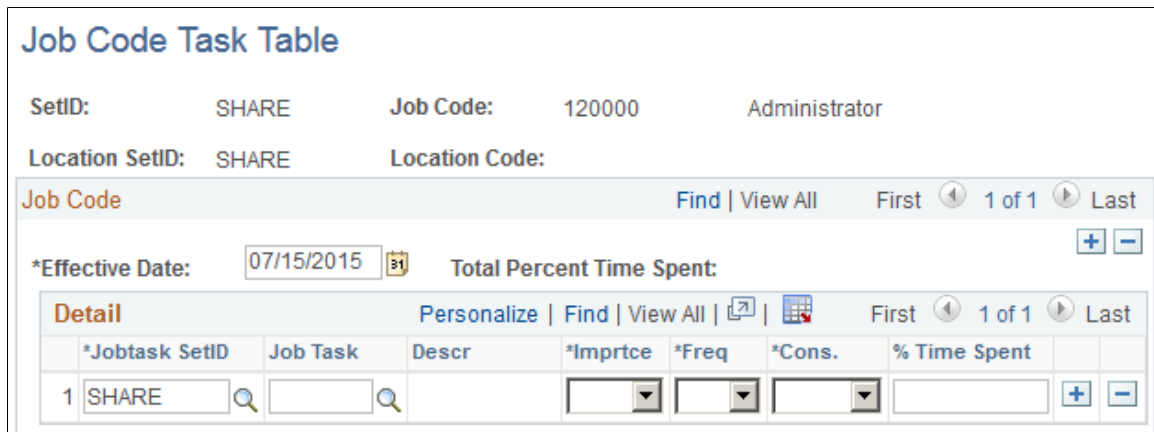 Job Code Task Table
SetID: SHARE Job Code: 120000 Administrator
Location SetID: SHARE Location Code:
Job Code Find | View All First 1 of 1 Last
*Effective Date: 07/15/2015 31 Total Percent Time Spent:
Detail Personalize | Find | View All | | First 1 of 1 Last
*Jobtask SetID Job Task Descr *Imprtce *Freq *Cons. % Time Spent
1 SHARE